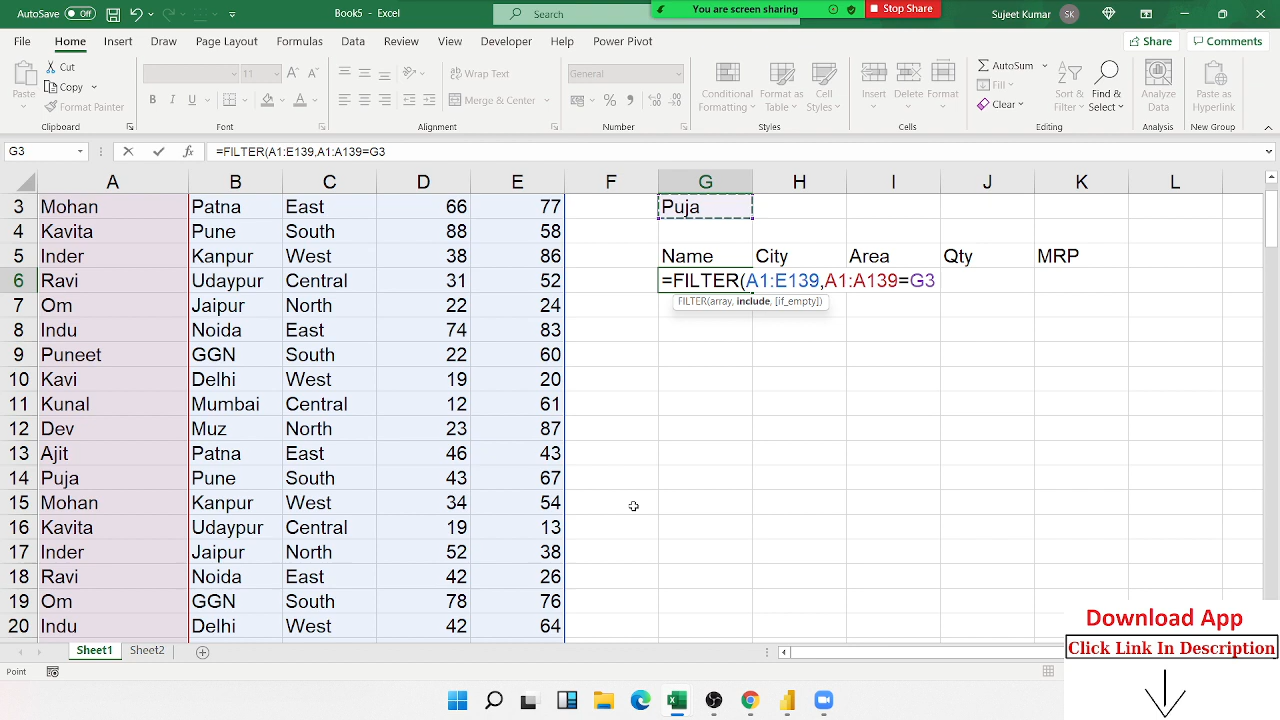 AutoSave Off Book5 - Excel Search You are screen sharing Stop Share Sujeet Kumar SK
File Home Insert Draw Page Layout Formulas Data Review View Developer Help Power Pivot Share Comments
Paste Cut Copy Format Painter Clipboard
11 B I U Font
Wrap Text Merge & Center Alignment
General % Number
Conditional Formatting Format as Table Cell Styles Styles
Insert Delete Format Cells
AutoSum Fill Clear Sort & Filter Find & Select Editing
Analyze Data Analysis
Paste as Hyperlink New Group
G3 fx =FILTER(A1:E139,A1:A139=G3
A B C D E F G H I J K L
3 Mohan Patna East 66 77 Puja
4 Kavita Pune South 88 58
5 Inder Kanpur West 38 86 Name City Area Qty MRP
6 Ravi Udaypur Central 31 52 =FILTER(A1:E139,A1:A139=G3
7 Om Jaipur North 22 24 FILTER(array, include, [if_empty])
8 Indu Noida East 74 83
9 Puneet GGN South 22 60
10 Kavi Delhi West 19 20
11 Kunal Mumbai Central 12 61
12 Dev Muz North 23 87
13 Ajit Patna East 46 43
14 Puja Pune South 43 67
15 Mohan Kanpur West 34 54
16 Kavita Udaypur Central 19 13
17 Inder Jaipur North 52 38
18 Ravi Noida East 42 26
19 Om GGN South 78 76
20 Indu Delhi West 42 64
Download App
Click Link In Description
Sheet1 Sheet2
Point